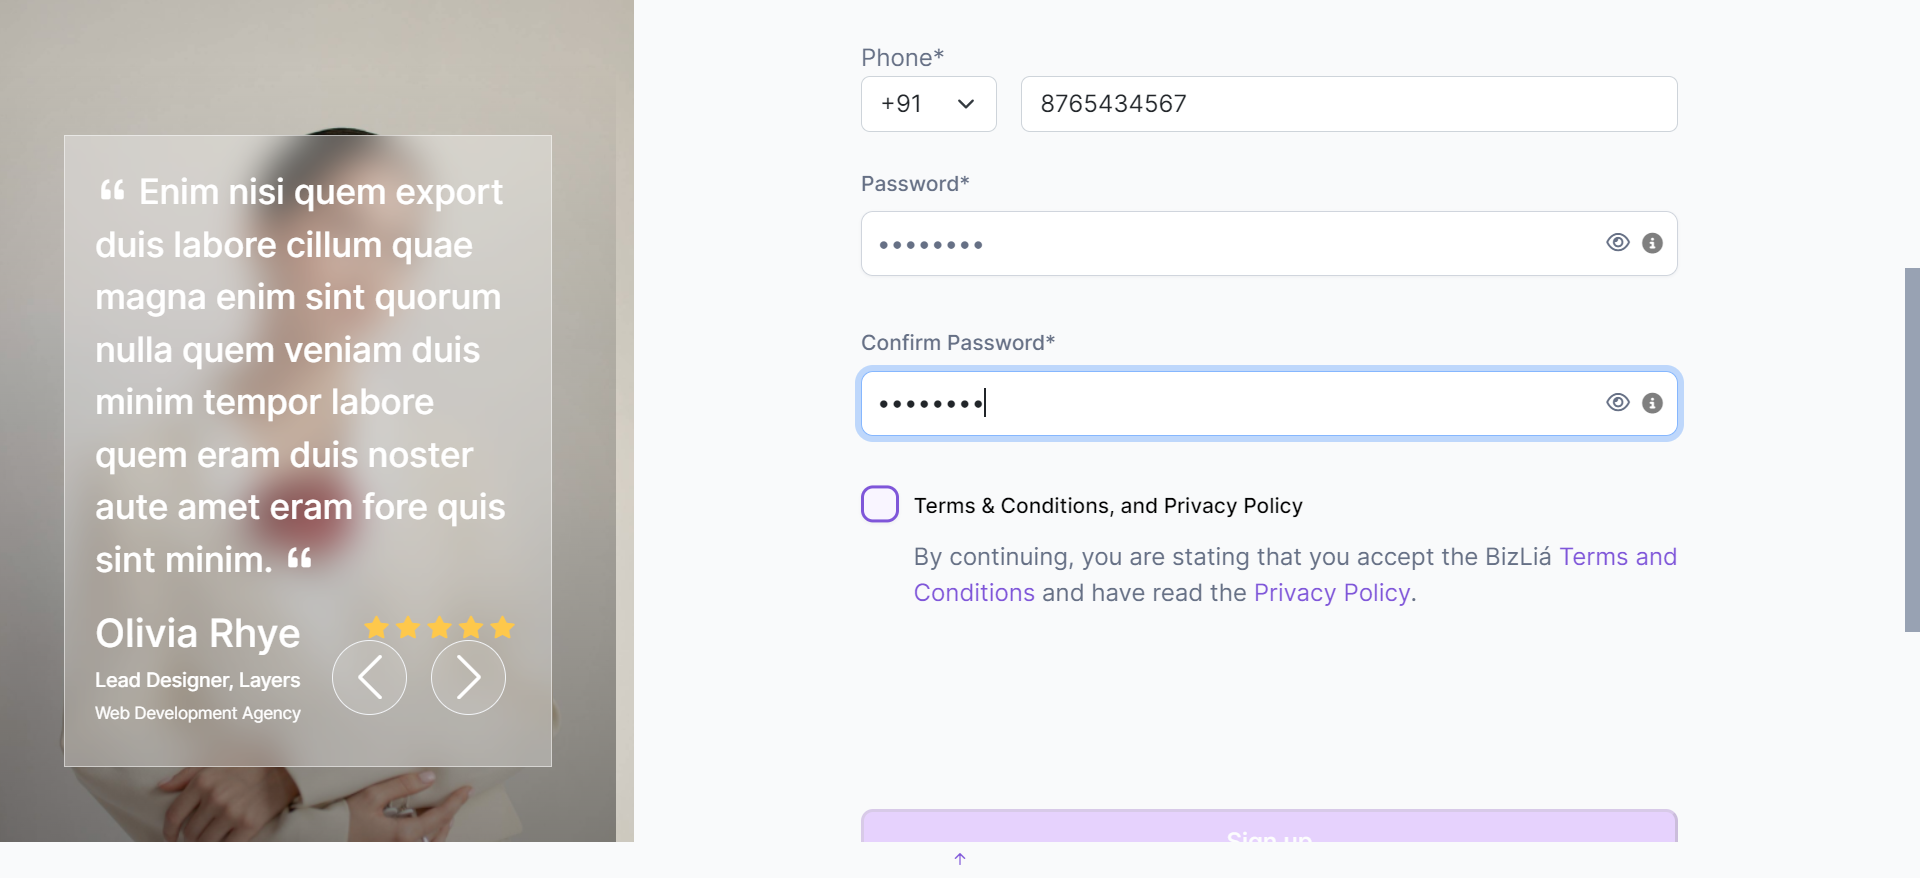 “ Enim nisi quem export
duis labore cillum quae
magna enim sint quorum
nulla quem veniam duis
minim tempor labore
quem eram duis noster
aute amet eram fore quis
sint minim. “
Olivia Rhye
Lead Designer, Layers
Web Development Agency
Phone*
+91
8765434567
Password*
••••••••
Confirm Password*
••••••••
Terms & Conditions, and Privacy Policy
By continuing, you are stating that you accept the BizLiá Terms and
Conditions and have read the Privacy Policy.
Sign up